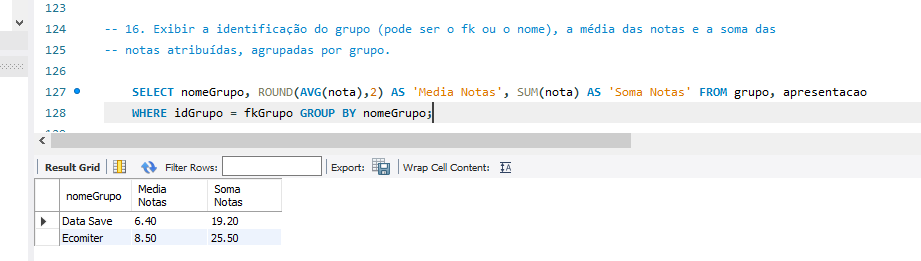 123
124 -- 16. Exibir a identificação do grupo (pode ser o fk ou o nome), a média das notas e a soma das
125 -- notas atribuídas, agrupadas por grupo.
126
127 SELECT nomeGrupo, ROUND(AVG(nota),2) AS 'Media Notas', SUM(nota) AS 'Soma Notas' FROM grupo, apresentacao
128 WHERE idGrupo = fkGrupo GROUP BY nomeGrupo;
Result Grid Filter Rows: Export: Wrap Cell Content:
nomeGrupo Media Notas Soma Notas
Data Save 6.40 19.20
Ecomiter 8.50 25.50